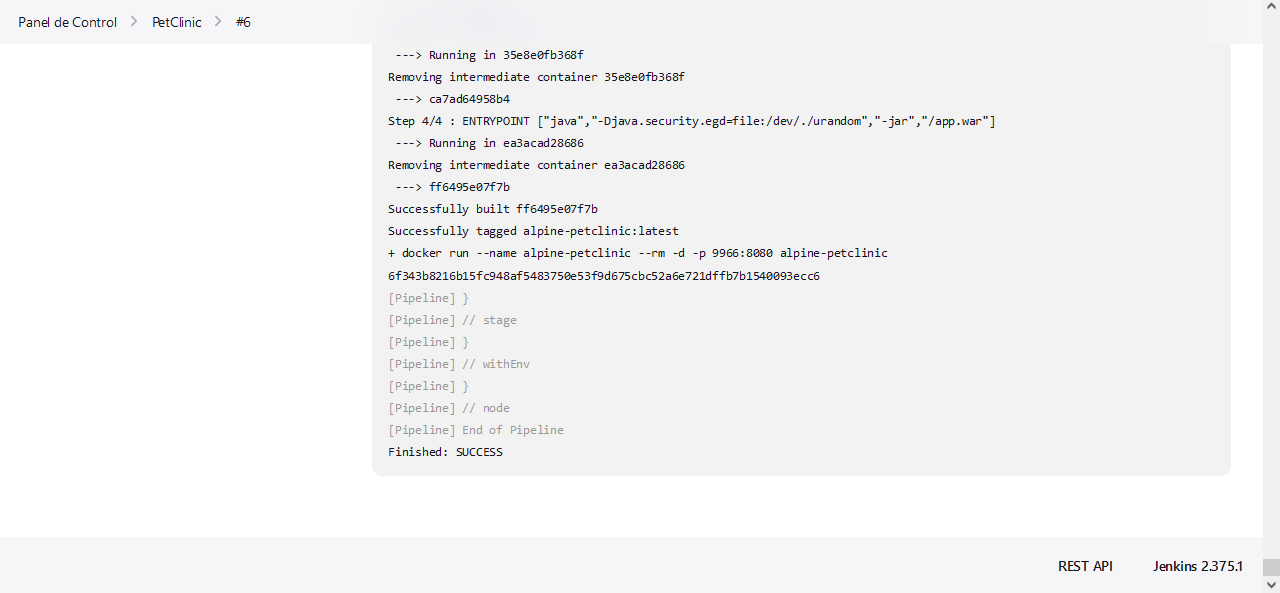 Panel de Control > PetClinic > #6
---> Running in 35e8e0fb368f
Removing intermediate container 35e8e0fb368f
---> ca7ad64958b4
Step 4/4 : ENTRYPOINT ["java","-Djava.security.egd=file:/dev/./urandom","-jar","/app.war"]
---> Running in ea3acad28686
Removing intermediate container ea3acad28686
---> ff6495e07f7b
Successfully built ff6495e07f7b
Successfully tagged alpine-petclinic:latest
+ docker run --name alpine-petclinic --rm -d -p 9966:8080 alpine-petclinic
6f343b8216b15fc948af5483750e53f9d675cbc52a6e721dffb7b1540093ecc6
[Pipeline] }
[Pipeline] // stage
[Pipeline] }
[Pipeline] // withEnv
[Pipeline] }
[Pipeline] // node
[Pipeline] End of Pipeline
Finished: SUCCESS
REST API Jenkins 2.375.1